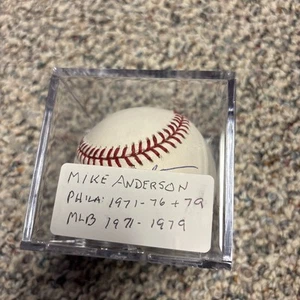 MIKE ANDERSON
PHILA' 1971-76 + 79
MLB 1971-1979